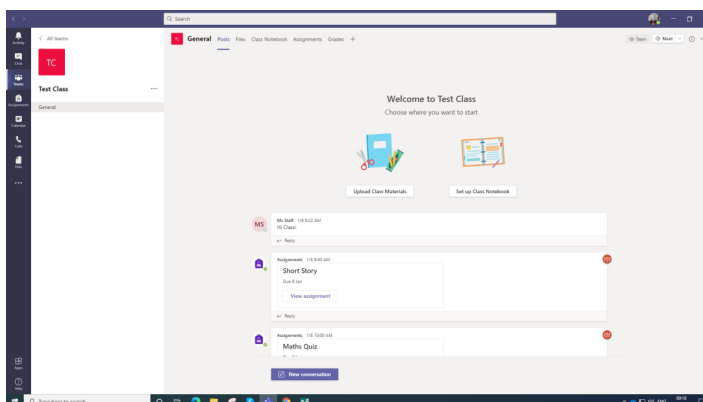 Search
Activity
Chat
Teams
Assignments
Calendar
Calls
Files
Apps
Help
All teams
TC
Test Class
General
General Posts Files Class Notebook Assignments Grades
Team
Meet
Welcome to Test Class
Choose where you want to start
Upload Class Materials
Set up Class Notebook
MS
Ms Staff 1/8 9:22 AM
Hi Class!
Reply
Assignments 1/8 9:40 AM
Short Story
Due 9 Jan
View assignment
Reply
Assignments 1/8 10:00 AM
Maths Quiz
New conversation
Type here to search
ENG